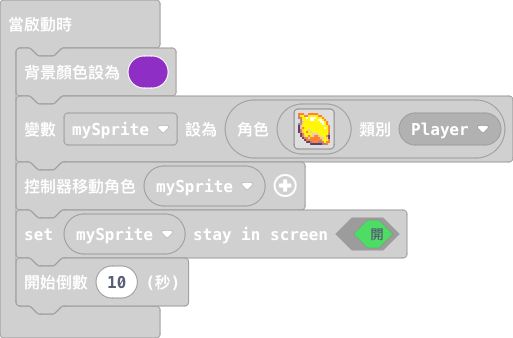 當啟動時
背景顏色設為
變數 mySprite 設為 角色 類別 Player
控制器移動角色 mySprite
set mySprite stay in screen 開
開始倒數 10 (秒)